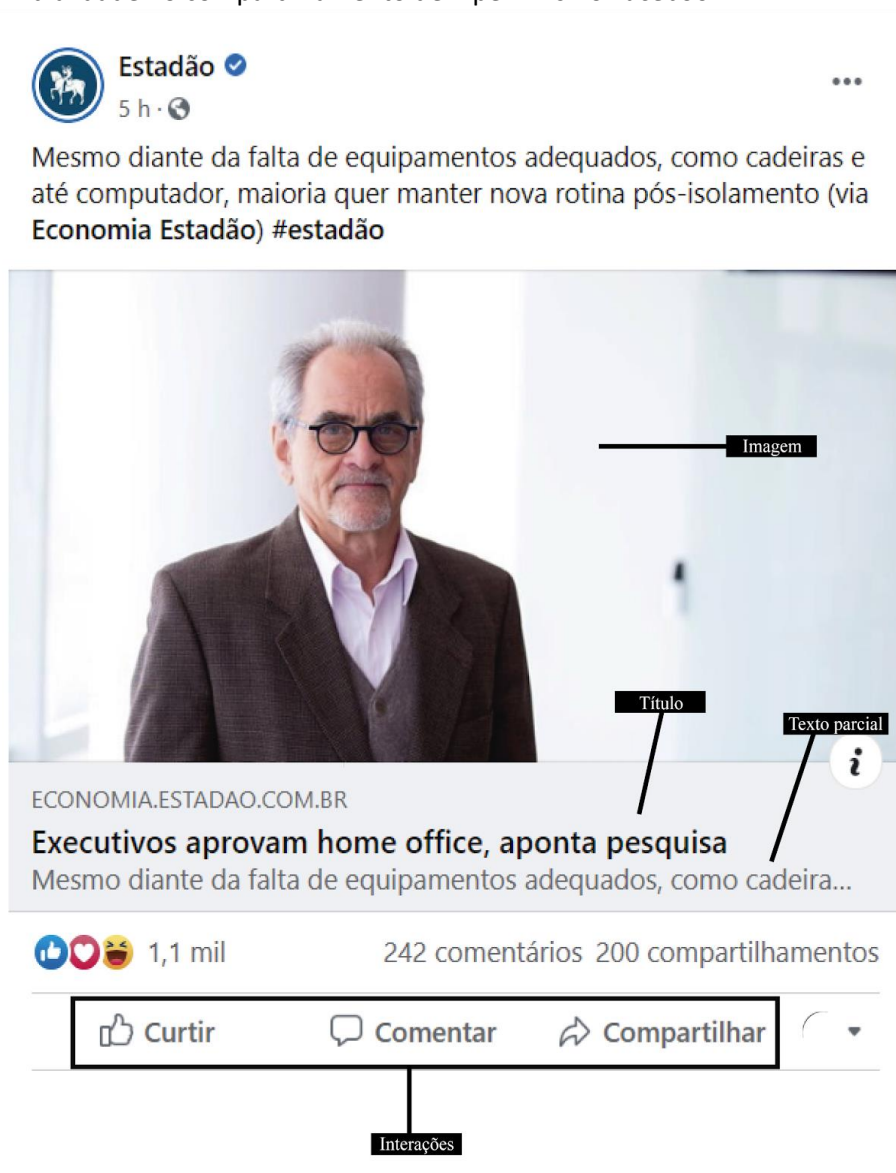 Estadão
5 h ·
Mesmo diante da falta de equipamentos adequados, como cadeiras e
até computador, maioria quer manter nova rotina pós-isolamento (via
Economia Estadão) #estadão
Imagem
Título
Texto parcial
i
ECONOMIA.ESTADAO.COM.BR
Executivos aprovam home office, aponta pesquisa
Mesmo diante da falta de equipamentos adequados, como cadeira...
1,1 mil 242 comentários 200 compartilhamentos
Curtir Comentar Compartilhar
Interações